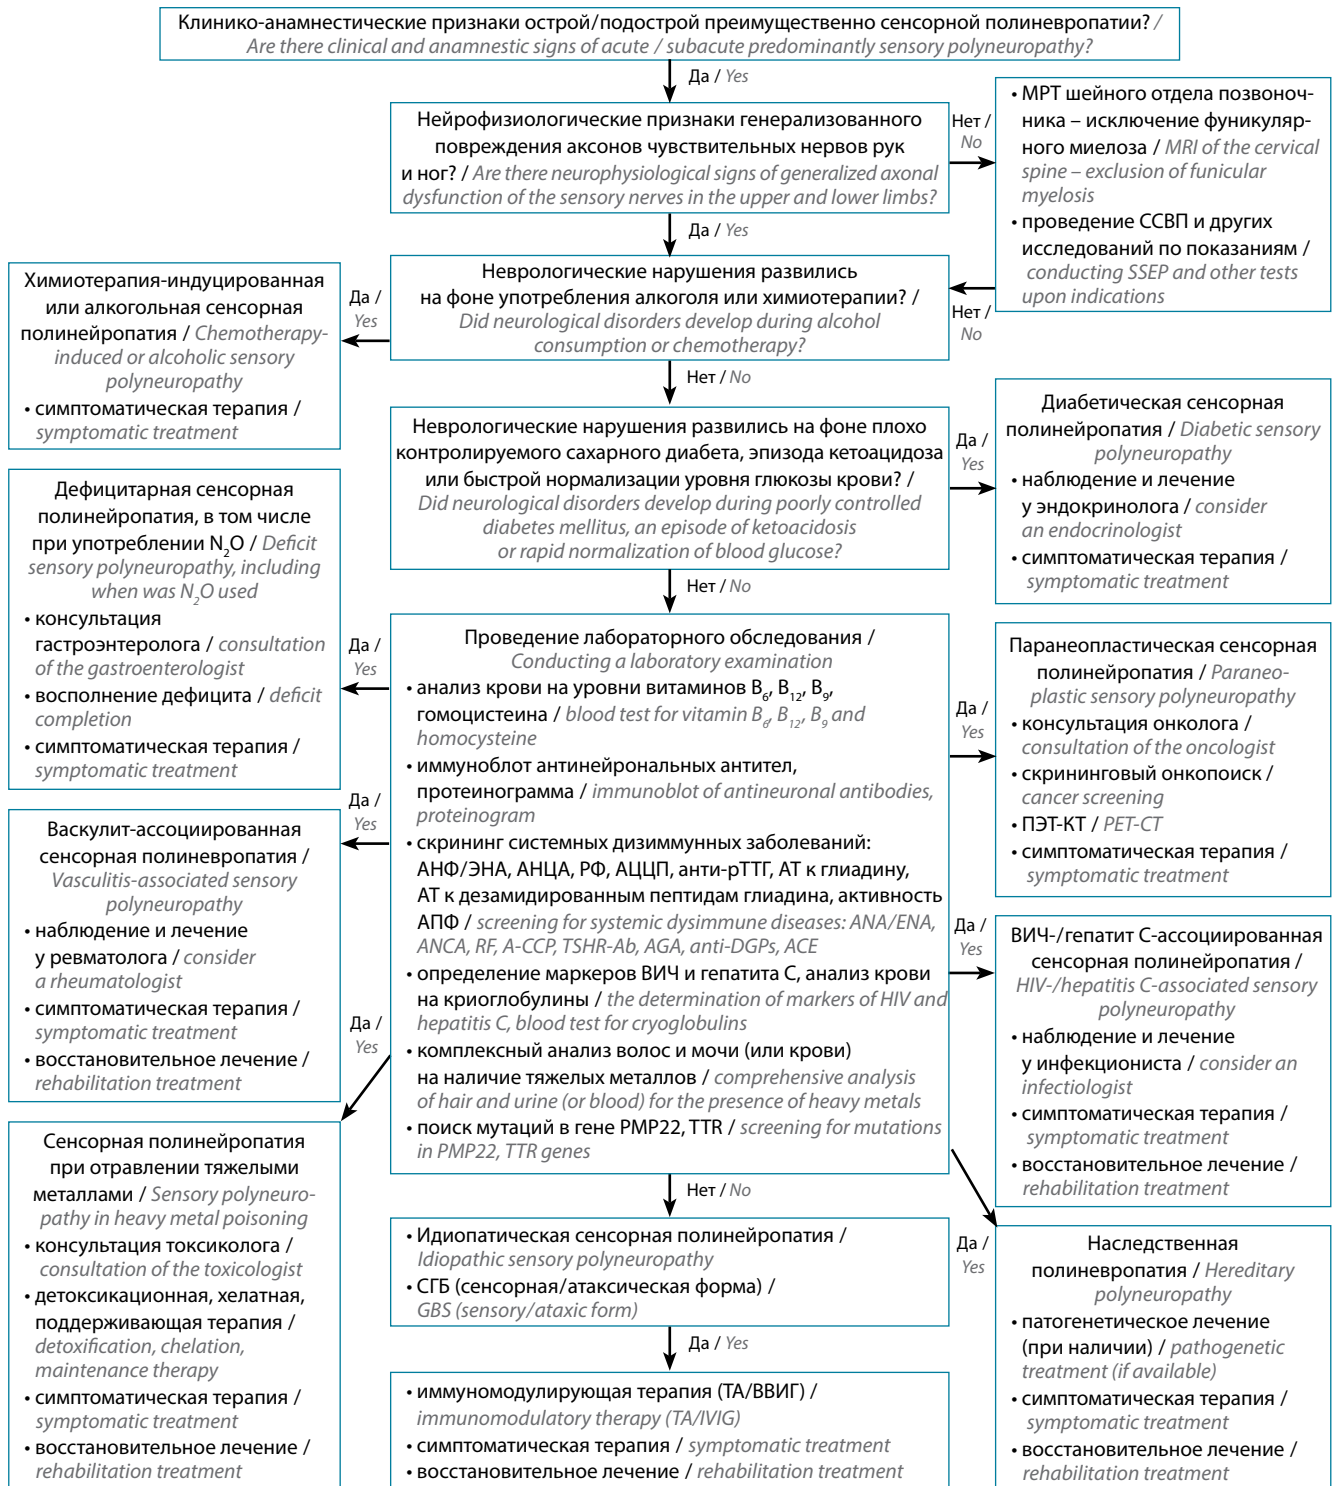 Клинико-анамнестические признаки острой/подострой преимущественно сенсорной полиневропатии? /
Are there clinical and anamnestic signs of acute / subacute predominantly sensory polyneuropathy?
Да / Yes
Нейрофизиологические признаки генерализованного
повреждения аксонов чувствительных нервов рук
и ног? / Are there neurophysiological signs of generalized axonal
dysfunction of the sensory nerves in the upper and lower limbs?
Нет /
No
• МРТ шейного отдела позвоноч-
ника – исключение фуникуляр-
ного миелоза / MRI of the cervical
spine – exclusion of funicular
myelosis
• проведение ССВП и других
исследований по показаниям /
conducting SSEP and other tests
upon indications
Да / Yes
Неврологические нарушения развились
на фоне употребления алкоголя или химиотерапии? /
Did neurological disorders develop during alcohol
consumption or chemotherapy?
Нет /
No
Да /
Yes
Химиотерапия-индуцированная
или алкогольная сенсорная
полинейропатия / Chemotherapy-
induced or alcoholic sensory
polyneuropathy
• симптоматическая терапия /
symptomatic treatment
Нет / No
Неврологические нарушения развились на фоне плохо
контролируемого сахарного диабета, эпизода кетоацидоза
или быстрой нормализации уровня глюкозы крови? /
Did neurological disorders develop during poorly controlled
diabetes mellitus, an episode of ketoacidosis
or rapid normalization of blood glucose?
Да /
Yes
Диабетическая сенсорная
полинейропатия / Diabetic sensory
polyneuropathy
• наблюдение и лечение
у эндокринолога / consider
an endocrinologist
• симптоматическая терапия /
symptomatic treatment
Нет / No
Проведение лабораторного обследования /
Conducting a laboratory examination
• анализ крови на уровни витаминов B6, B12, B9,
гомоцистеина / blood test for vitamin B6, B12, B9 and
homocysteine
• иммуноблот антинейрональных антител,
протеинограмма / immunoblot of antineuronal antibodies,
proteinogram
• скрининг системных дизиммунных заболеваний:
АНФ/ЭНА, АНЦА, РФ, АЦЦП, анти-рТТГ, АТ к глиадину,
АТ к дезамидированным пептидам глиадина, активность
АПФ / screening for systemic dysimmune diseases: ANA/ENA,
ANCA, RF, A-CCP, TSHR-Ab, AGA, anti-DGPs, ACE
• определение маркеров ВИЧ и гепатита С, анализ крови
на криоглобулины / the determination of markers of HIV and
hepatitis C, blood test for cryoglobulins
• комплексный анализ волос и мочи (или крови)
на наличие тяжелых металлов / comprehensive analysis
of hair and urine (or blood) for the presence of heavy metals
• поиск мутаций в гене PMP22, TTR / screening for mutations
in PMP22, TTR genes
Да /
Yes
Дефицитарная сенсорная
полинейропатия, в том числе
при употреблении N2O / Deficit
sensory polyneuropathy, including
when was N2O used
• консультация
гастроэнтеролога / consultation
of the gastroenterologist
• восполнение дефицита / deficit
completion
• симптоматическая терапия /
symptomatic treatment
Да /
Yes
Васкулит-ассоциированная
сенсорная полиневропатия /
Vasculitis-associated sensory
polyneuropathy
• наблюдение и лечение
у ревматолога / consider
a rheumatologist
• симптоматическая терапия /
symptomatic treatment
• восстановительное лечение /
rehabilitation treatment
Да /
Yes
Сенсорная полинейропатия
при отравлении тяжелыми
металлами / Sensory polyneuro-
pathy in heavy metal poisoning
• консультация токсиколога /
consultation of the toxicologist
• детоксикационная, хелатная,
поддерживающая терапия /
detoxification, chelation,
maintenance therapy
• симптоматическая терапия /
symptomatic treatment
• восстановительное лечение /
rehabilitation treatment
Да /
Yes
Паранеопластическая сенсорная
полинейропатия / Paraneo-
plastic sensory polyneuropathy
• консультация онколога /
consultation of the oncologist
• скрининговый онкопоиск /
cancer screening
• ПЭТ-КТ / PET-CT
• симптоматическая терапия /
symptomatic treatment
Да /
Yes
ВИЧ-/гепатит С-ассоциированная
сенсорная полинейропатия /
HIV-/hepatitis C-associated sensory
polyneuropathy
• наблюдение и лечение
у инфекциониста / consider an
infectiologist
• симптоматическая терапия /
symptomatic treatment
• восстановительное лечение /
rehabilitation treatment
Да /
Yes
Наследственная
полиневропатия / Hereditary
polyneuropathy
• патогенетическое лечение
(при наличии) / pathogenetic
treatment (if available)
• симптоматическая терапия /
symptomatic treatment
• восстановительное лечение /
rehabilitation treatment
Нет / No
• Идиопатическая сенсорная полинейропатия /
Idiopathic sensory polyneuropathy
• СГБ (сенсорная/атаксическая форма) /
GBS (sensory/ataxic form)
Да / Yes
• иммуномодулирующая терапия (ТА/ВВИГ) /
immunomodulatory therapy (TA/IVIG)
• симптоматическая терапия / symptomatic treatment
• восстановительное лечение / rehabilitation treatment